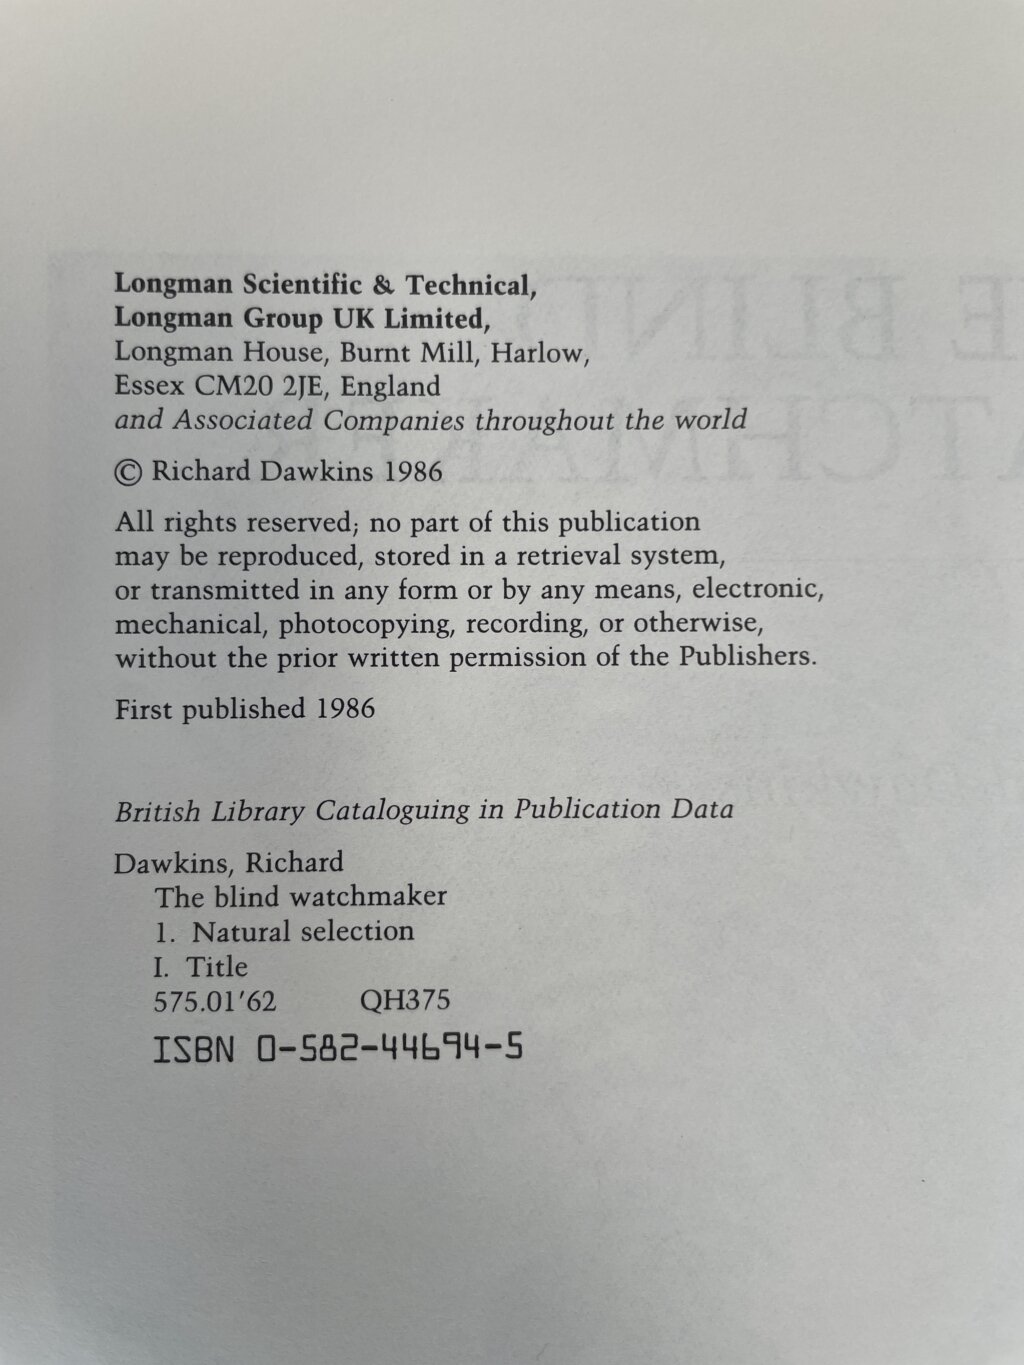 Longman Scientific & Technical,
Longman Group UK Limited,
Longman House, Burnt Mill, Harlow,
Essex CM20 2JE, England
and Associated Companies throughout the world
© Richard Dawkins 1986
All rights reserved; no part of this publication
may be reproduced, stored in a retrieval system,
or transmitted in any form or by any means, electronic,
mechanical, photocopying, recording, or otherwise,
without the prior written permission of the Publishers.
First published 1986
British Library Cataloguing in Publication Data
Dawkins, Richard
The blind watchmaker
1. Natural selection
I. Title
575.01'62 QH375
ISBN 0-582-44694-5